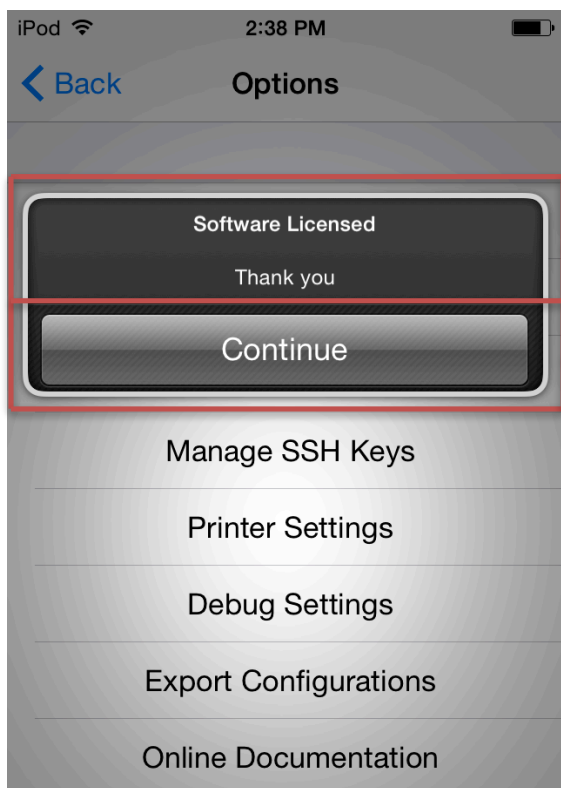 iPod 2:38 PM
Back Options
Software Licensed
Thank you
Continue
Manage SSH Keys
Printer Settings
Debug Settings
Export Configurations
Online Documentation